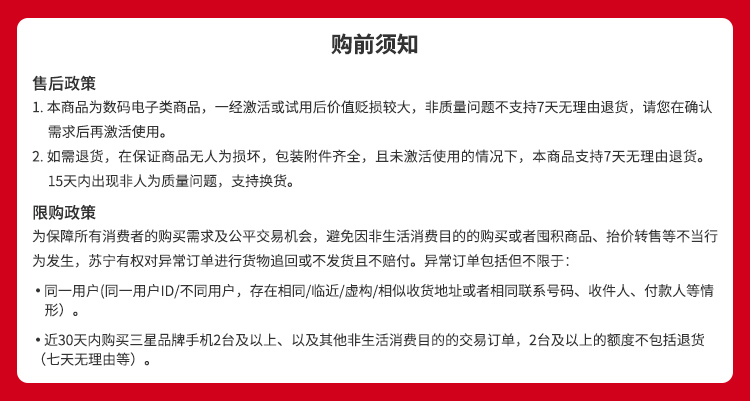 购前须知
售后政策
1. 本商品为数码电子类商品，一经激活或试用后价值贬损较大，非质量问题不支持7天无理由退货，请您在确认
需求后再激活使用。
2. 如需退货，在保证商品无人为损坏，包装附件齐全，且未激活使用的情况下，本商品支持7天无理由退货。
15天内出现非人为质量问题，支持换货。
限购政策
为保障所有消费者的购买需求及公平交易机会，避免因非生活消费目的的购买或者囤积商品、抬价转售等不当行
为发生，苏宁有权对异常订单进行货物追回或不发货且不赔付。异常订单包括但不限于：
• 同一用户(同一用户ID/不同用户，存在相同/临近/虚构/相似收货地址或者相同联系号码、收件人、付款人等情
形）。
• 近30天内购买三星品牌手机2台及以上、以及其他非生活消费目的的交易订单，2台及以上的额度不包括退货
（七天无理由等）。